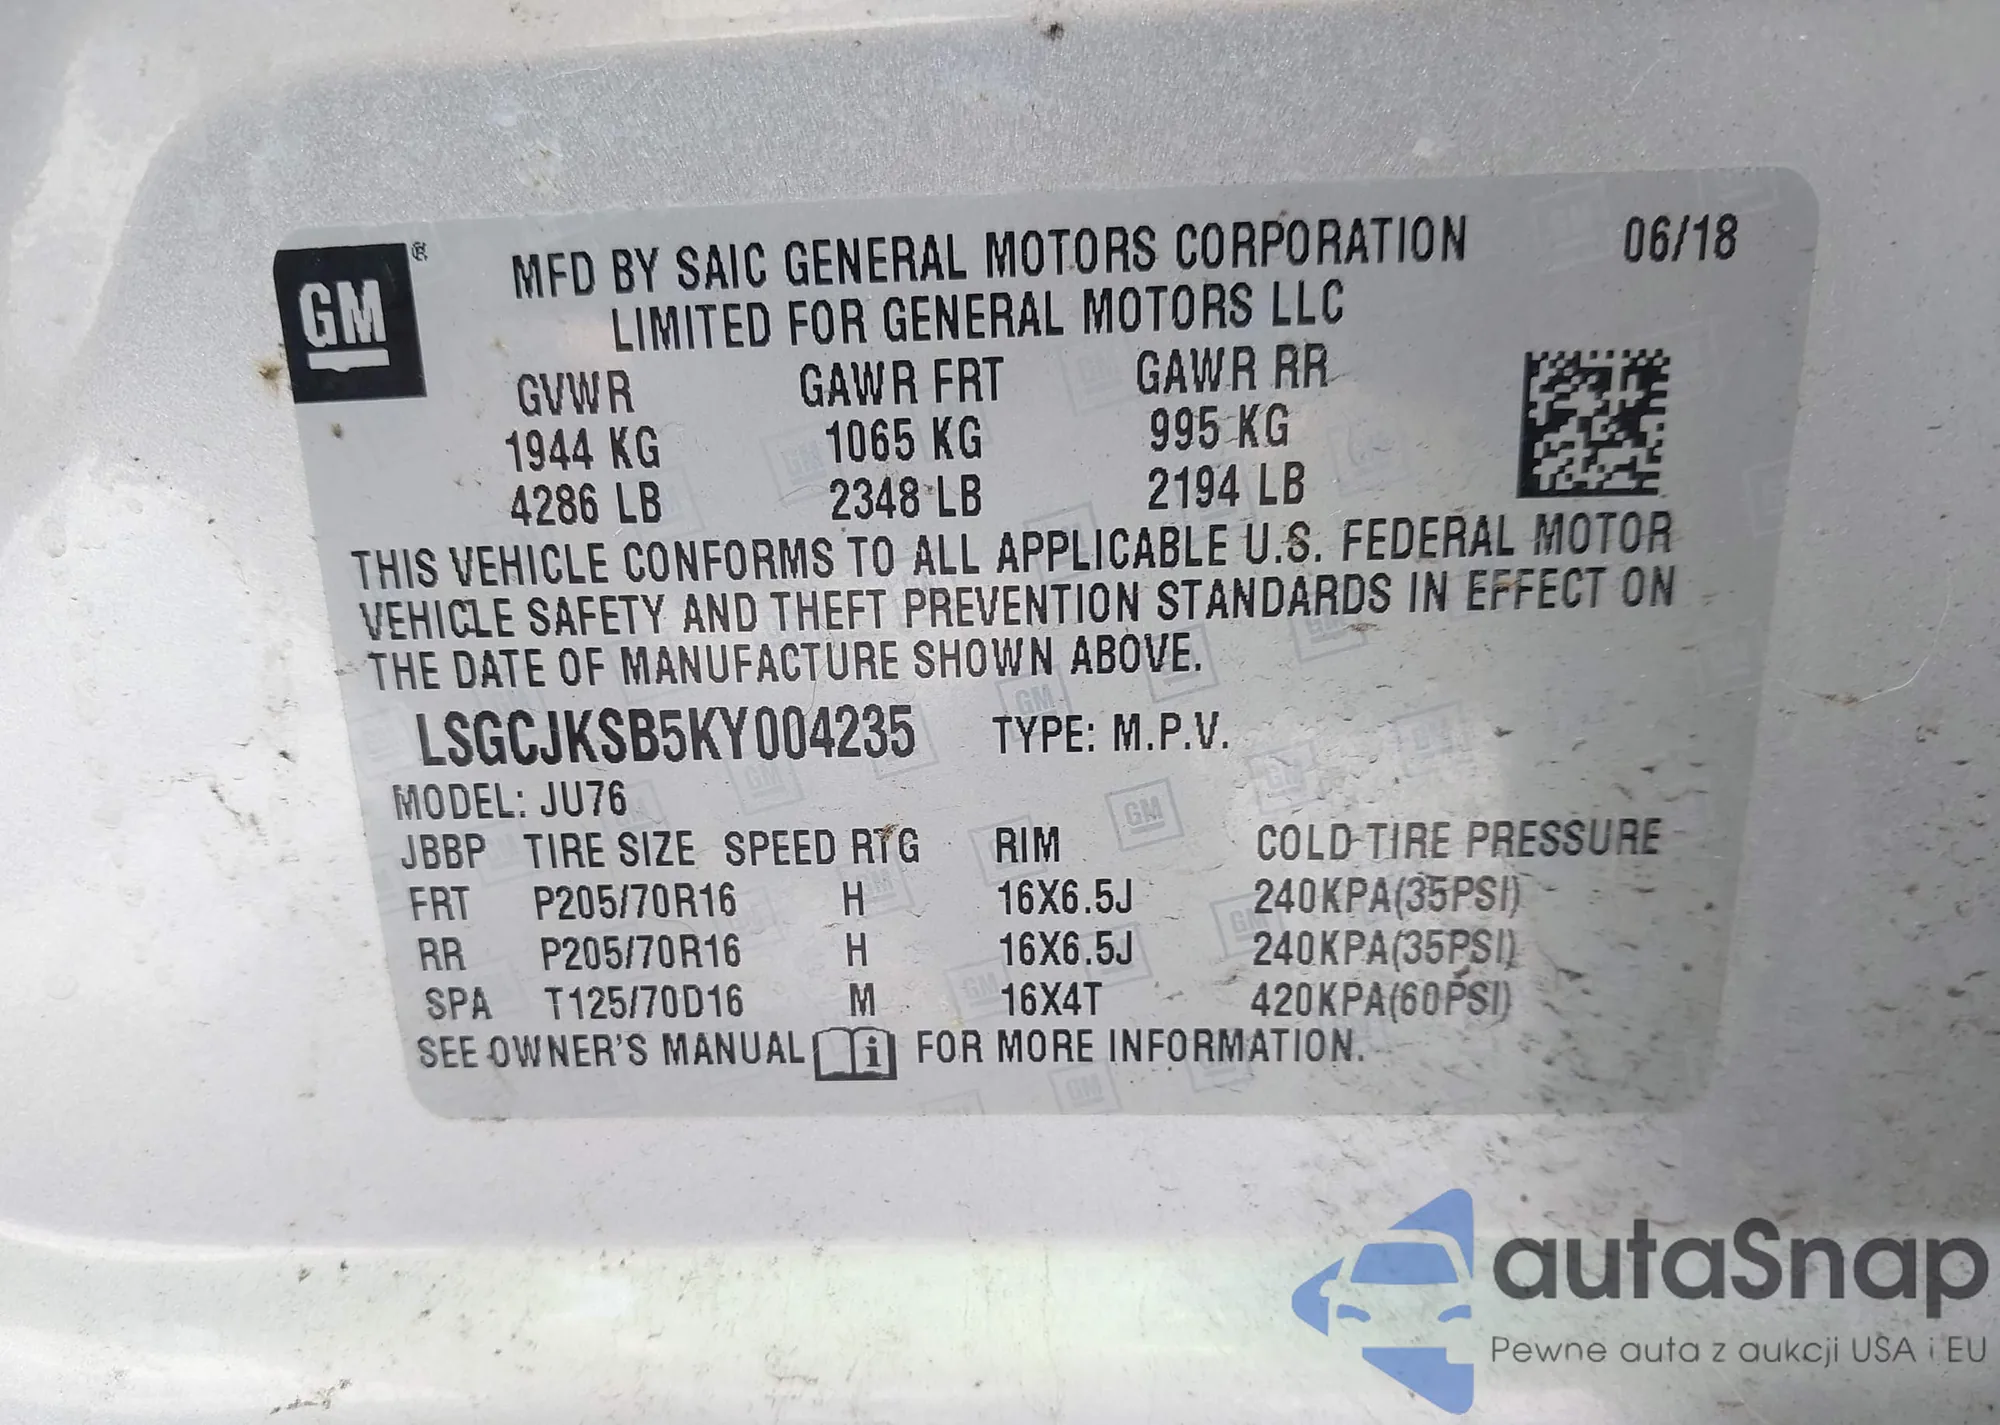 GM ®
MFD BY SAIC GENERAL MOTORS CORPORATION 06/18
LIMITED FOR GENERAL MOTORS LLC
GVWR GAWR FRT GAWR RR
1944 KG 1065 KG 995 KG
4286 LB 2348 LB 2194 LB
THIS VEHICLE CONFORMS TO ALL APPLICABLE U.S. FEDERAL MOTOR
VEHICLE SAFETY AND THEFT PREVENTION STANDARDS IN EFFECT ON
THE DATE OF MANUFACTURE SHOWN ABOVE.
LSGCJKSB5KY004235 TYPE: M.P.V.
MODEL: JU76
JBBP TIRE SIZE SPEED RTG RIM COLD TIRE PRESSURE
FRT P205/70R16 H 16X6.5J 240KPA(35PSI)
RR P205/70R16 H 16X6.5J 240KPA(35PSI)
SPA T125/70D16 M 16X4T 420KPA(60PSI)
SEE OWNER'S MANUAL i FOR MORE INFORMATION.
autaSnap
Pewne auta z aukcji USA i EU